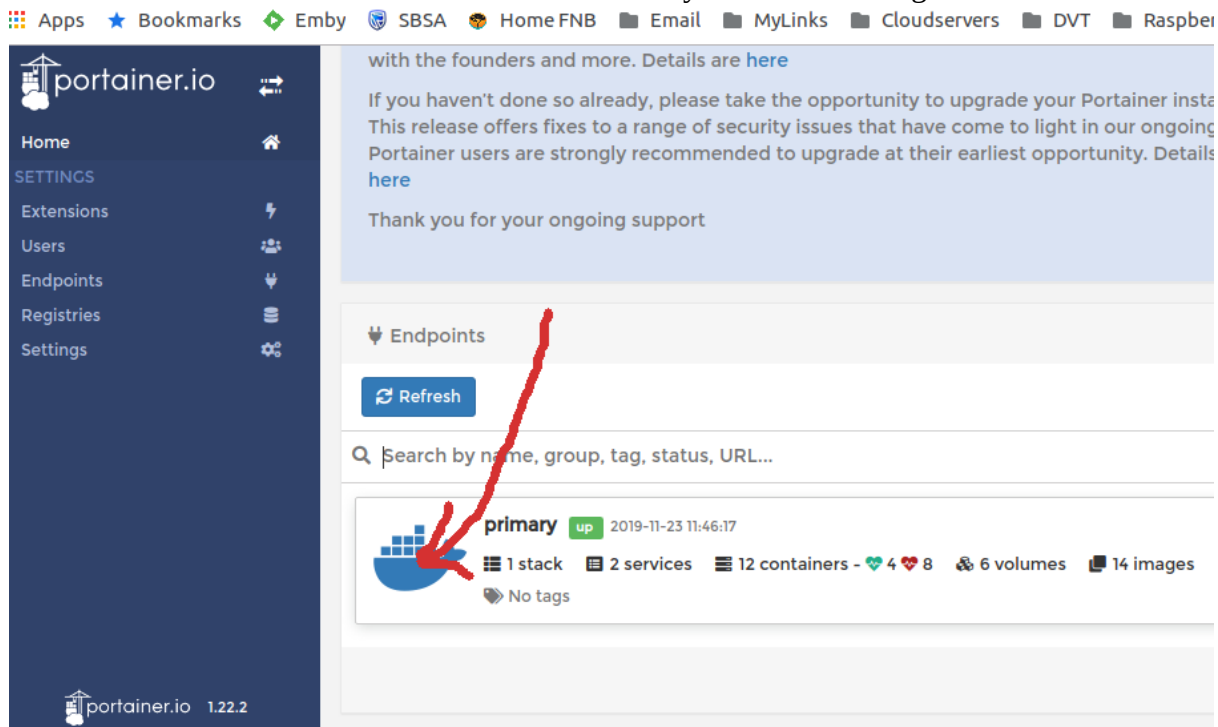 Apps Bookmarks Emby SBSA Home FNB Email MyLinks Cloudservers DVT Raspber
portainer.io
Home
SETTINGS
Extensions
Users
Endpoints
Registries
Settings
portainer.io 1.22.2
with the founders and more. Details are here
If you haven't done so already, please take the opportunity to upgrade your Portainer insta
This release offers fixes to a range of security issues that have come to light in our ongoing
Portainer users are strongly recommended to upgrade at their earliest opportunity. Details
here
Thank you for your ongoing support
Endpoints
Refresh
Search by name, group, tag, status, URL...
primary up 2019-11-23 11:46:17
1 stack 2 services 12 containers - 4 8 6 volumes 14 images
No tags